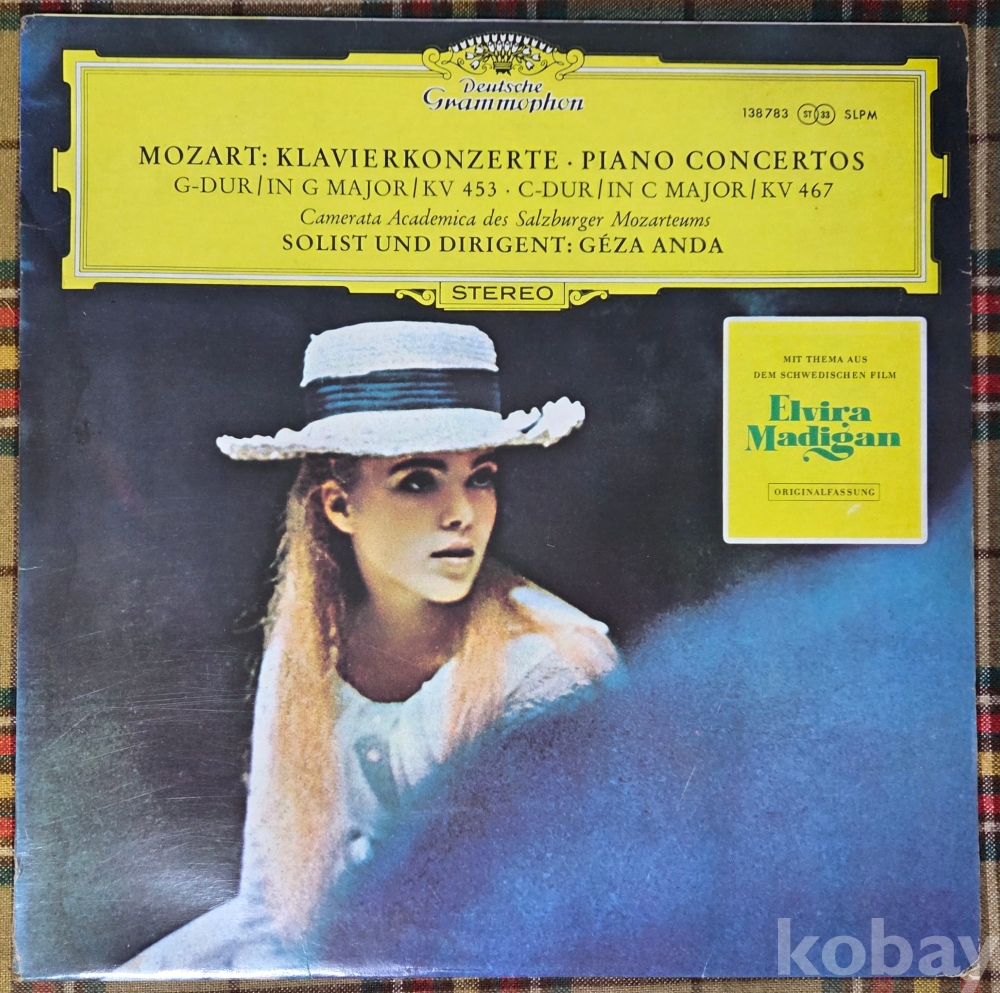 Deutsche
Grammophon
138783 ST 33 SLPM
MOZART: KLAVIERKONZERTE · PIANO CONCERTOS
G-DUR/IN G MAJOR/KV 453 · C-DUR/IN C MAJOR/KV 467
Camerata Academica des Salzburger Mozarteums
SOLIST UND DIRIGENT: GÉZA ANDA
STEREO
MIT THEMA AUS
DEM SCHWEDISCHEN FILM
Elvira
Madigan
ORIGINALFASSUNG
kobay